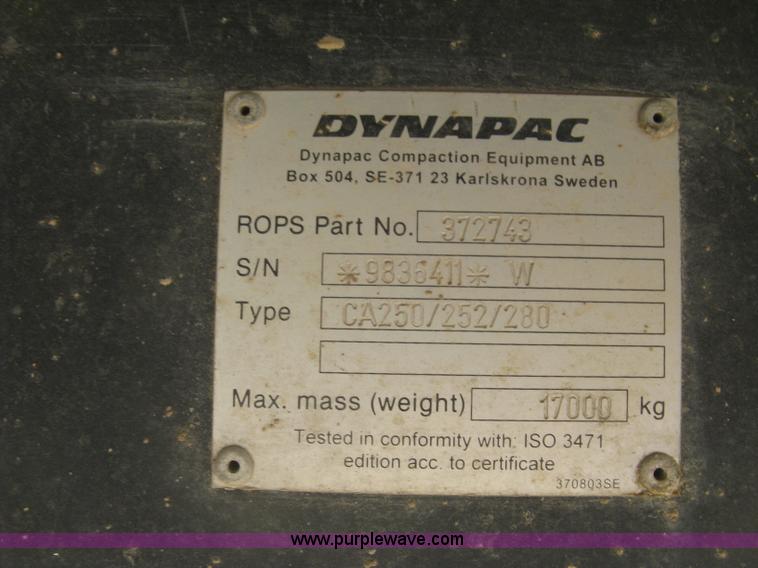 DYNAPAC
Dynapac Compaction Equipment AB
Box 504, SE-371 23 Karlskrona Sweden
ROPS Part No. 372743
S/N *9836411* W
Type CA250/252/280
Max. mass (weight) 17000 kg
Tested in conformity with: ISO 3471
edition acc. to certificate
370803SE
www.purplewave.com